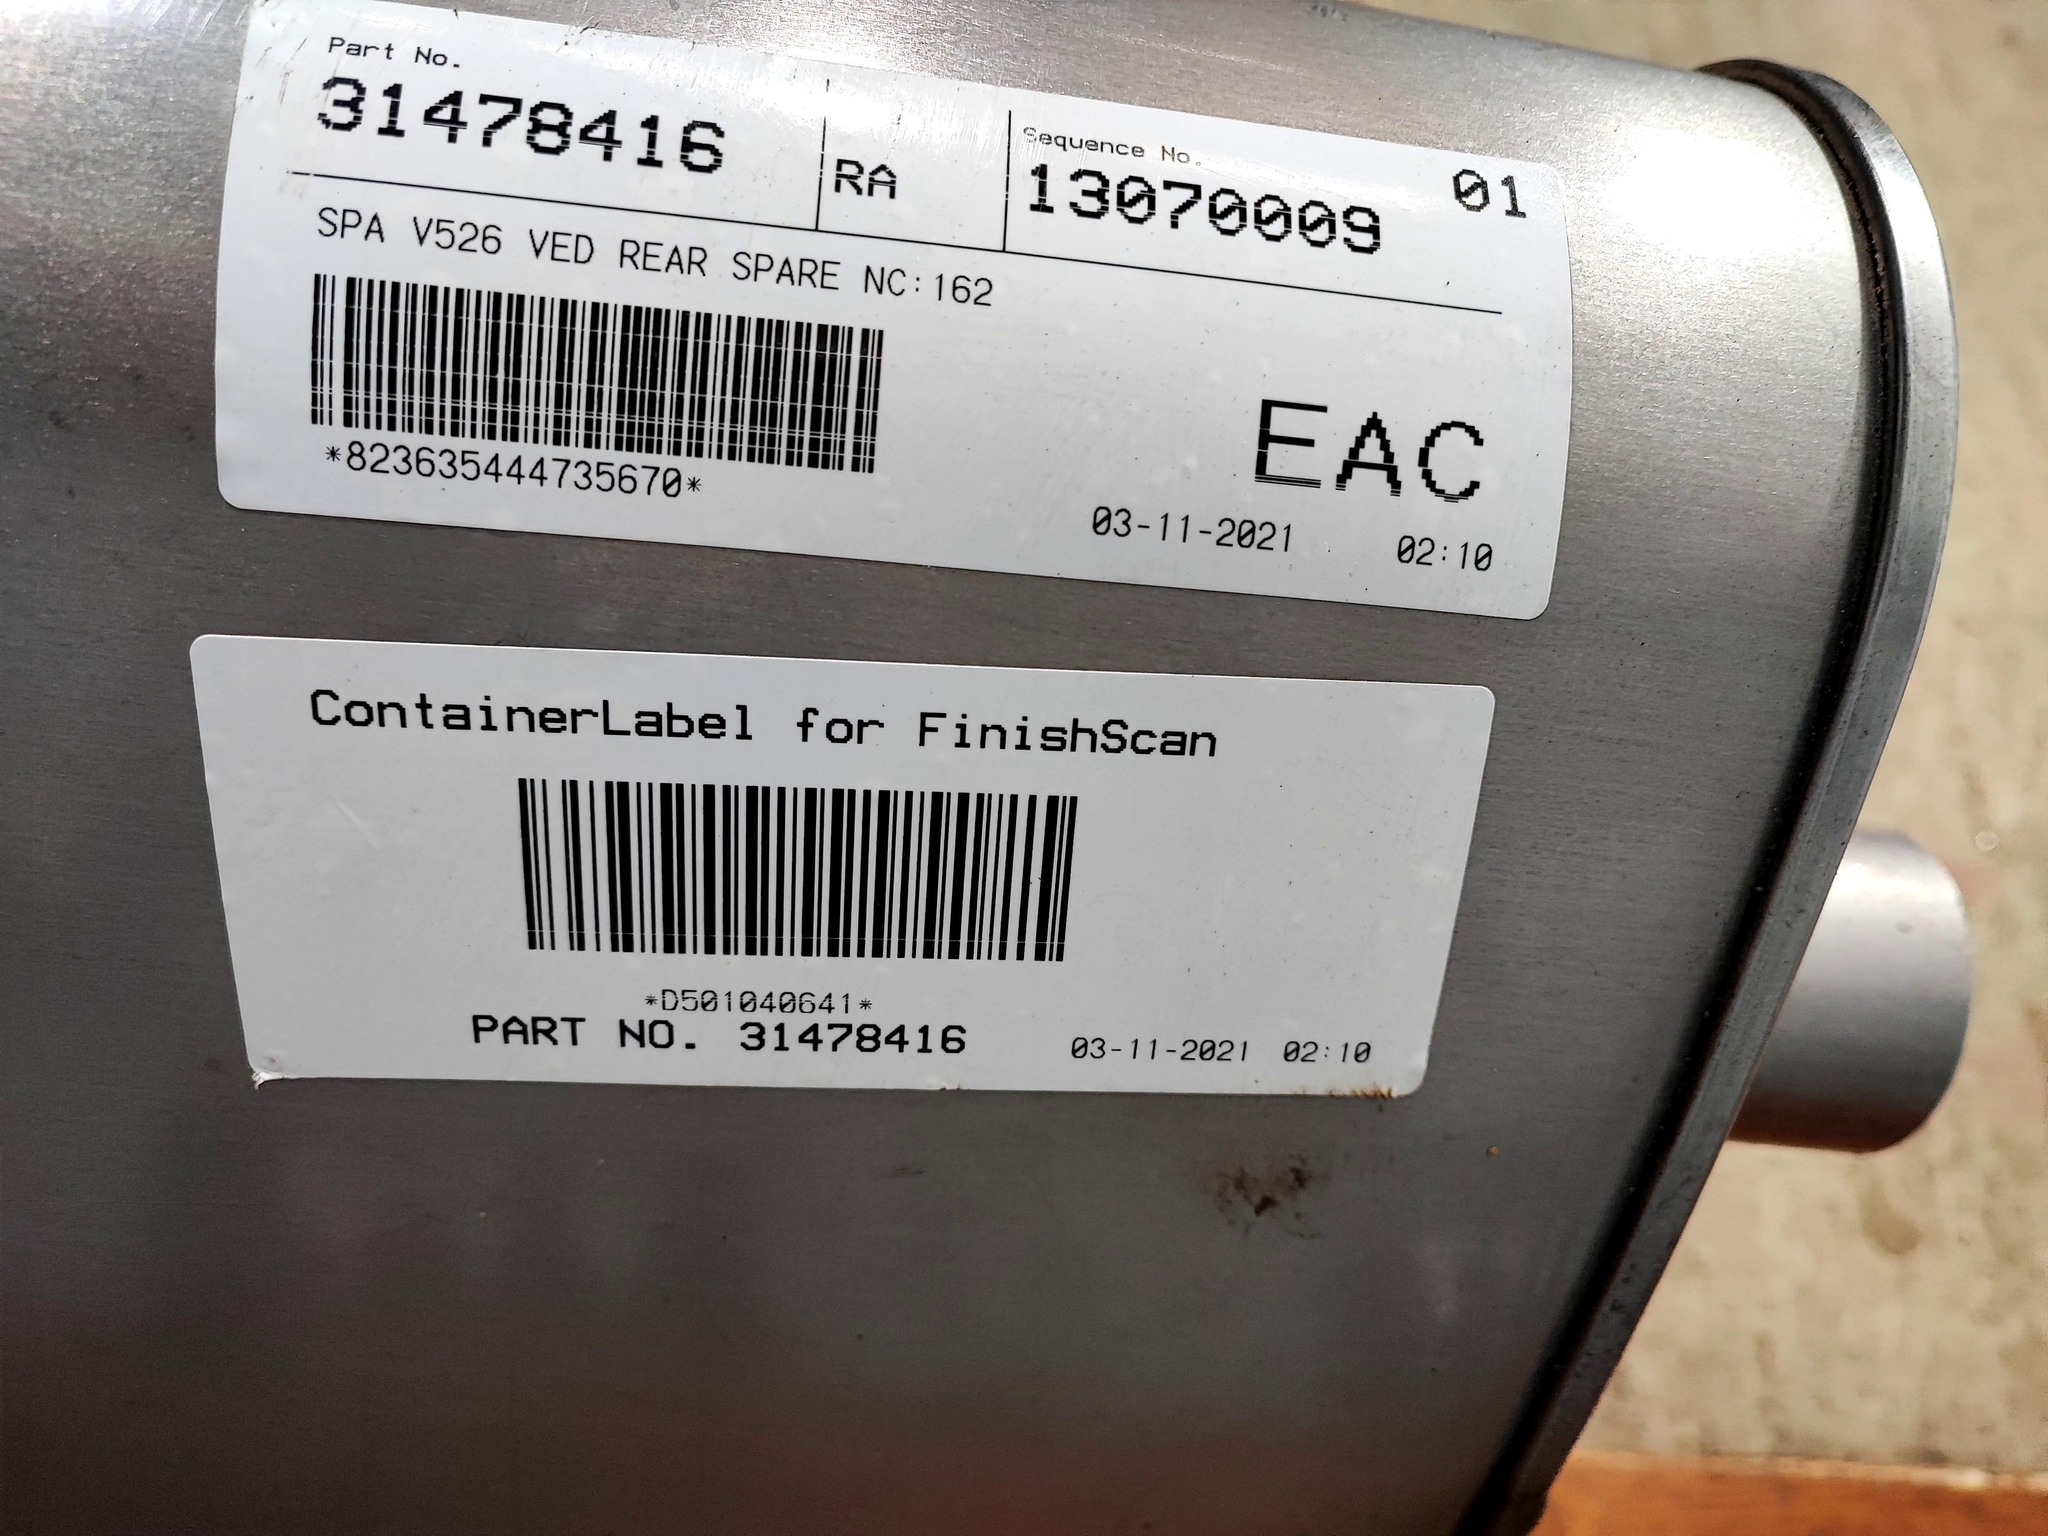 Part No.
31478416
RA
Sequence No.
13070009
01
SPA V526 VED REAR SPARE NC:162
*823635444735670*
EAC
03-11-2021 02:10
ContainerLabel for FinishScan
*D501040641*
PART NO. 31478416
03-11-2021 02:10